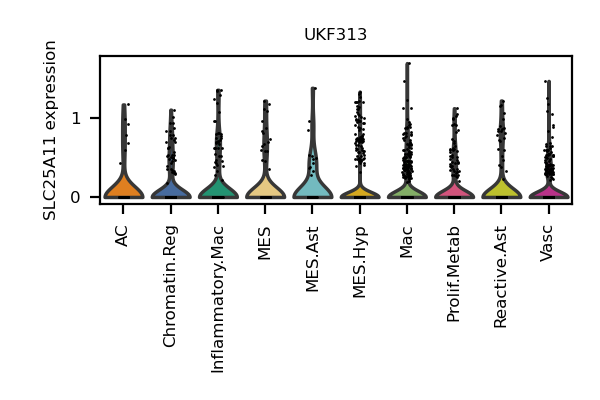 UKF313
SLC25A11 expression
1
0
AC
Chromatin.Reg
Inflammatory.Mac
MES
MES.Ast
MES.Hyp
Mac
Prolif.Metab
Reactive.Ast
Vasc